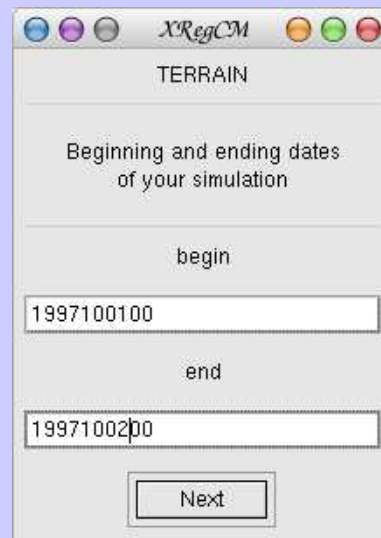 XRegCM
TERRAIN
Beginning and ending dates
of your simulation
begin
1997100100
end
1997100200
Next